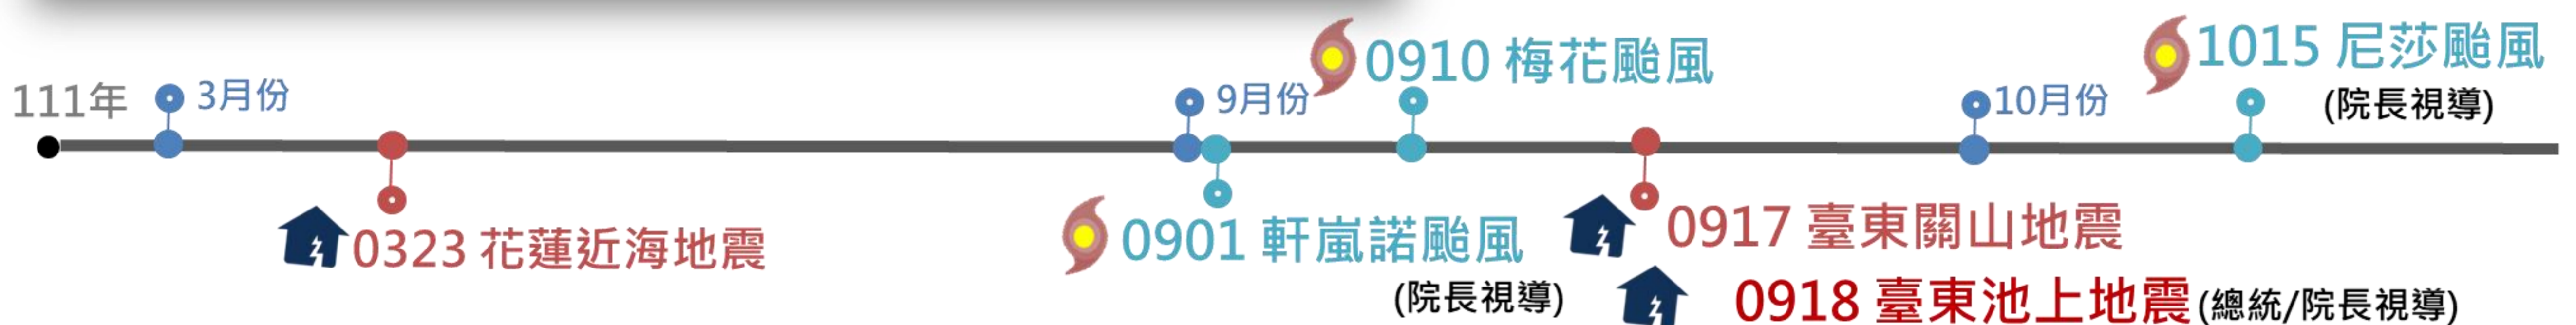 111年
3月份
0323 花蓮近海地震
9月份
0901 軒嵐諾颱風
(院長視導)
0910 梅花颱風
0917 臺東關山地震
0918 臺東池上地震(總統/院長視導)
10月份
1015 尼莎颱風
(院長視導)